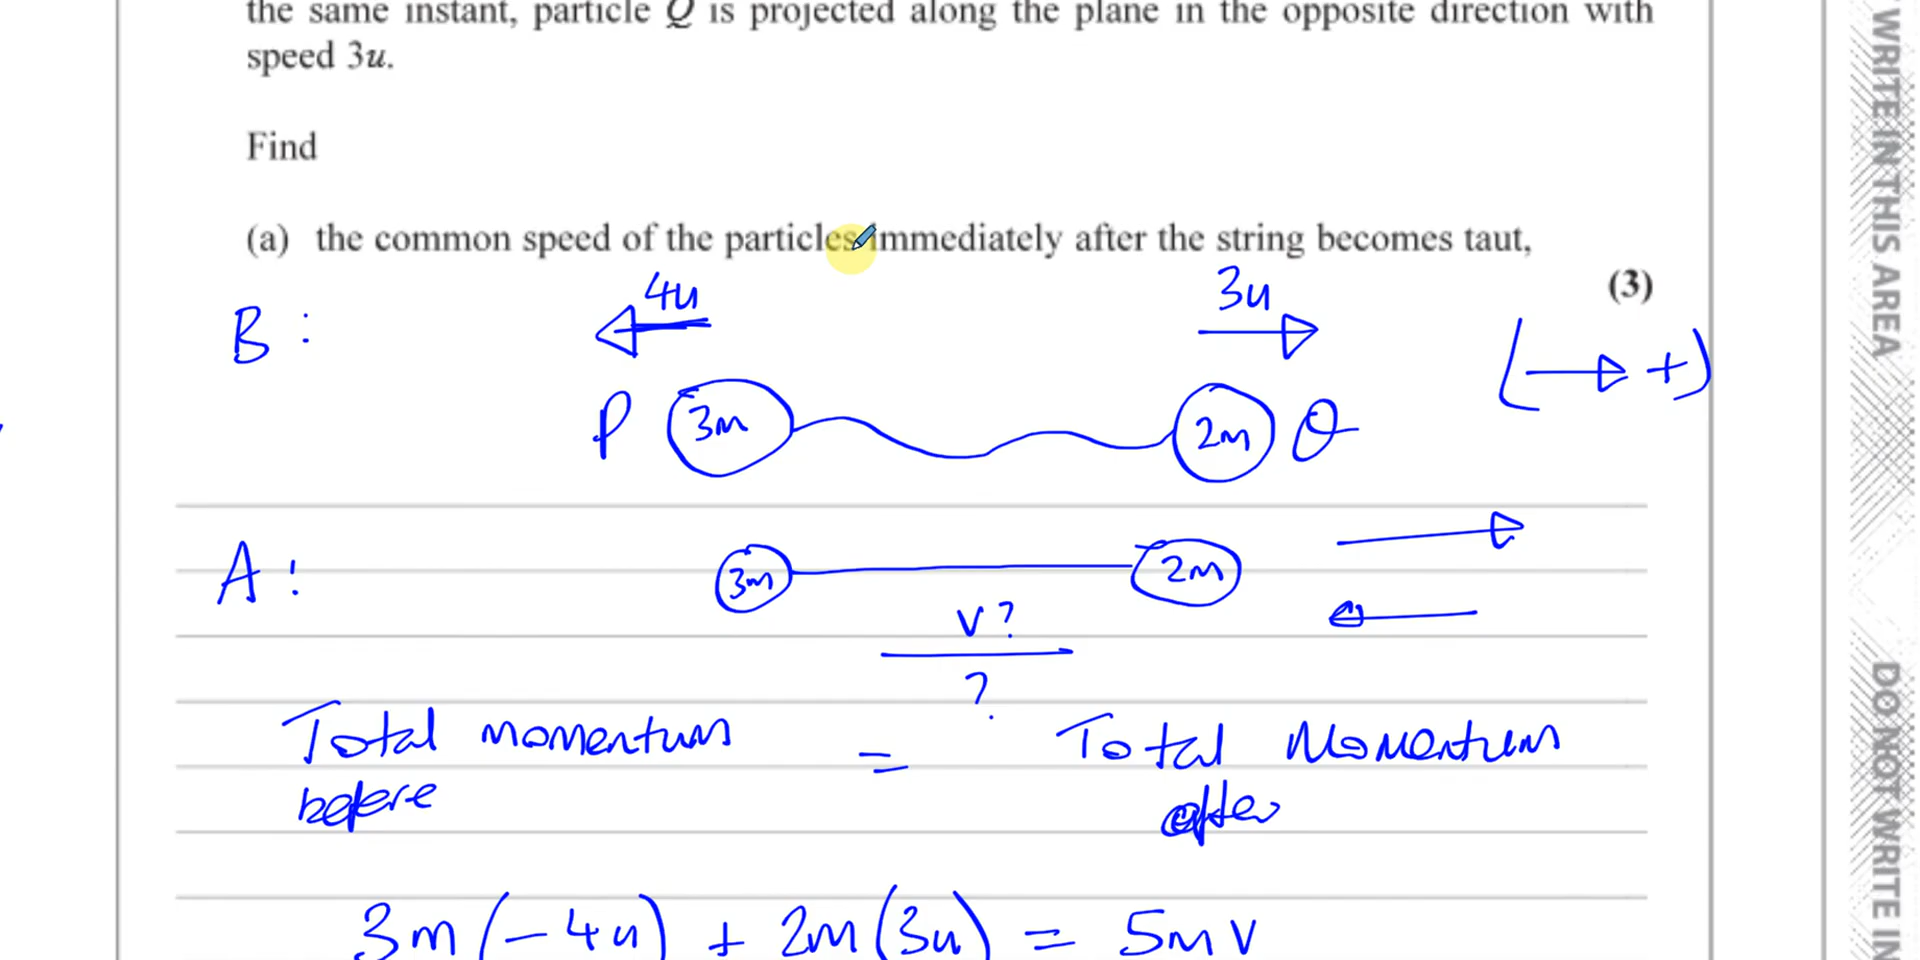 the same instant, particle Q is projected along the plane in the opposite direction with
speed 3u.
Find
(a) the common speed of the particles immediately after the string becomes taut,
(3)
4u 3u
B : (→ +)
P 3m 2m Q
A : 3m 2m
v?
?
Total momentum = Total Momentum
before after
3m(-4u) + 2m(3u) = 5mv
WRITE IN THIS AREA
DO NOT WRITE IN